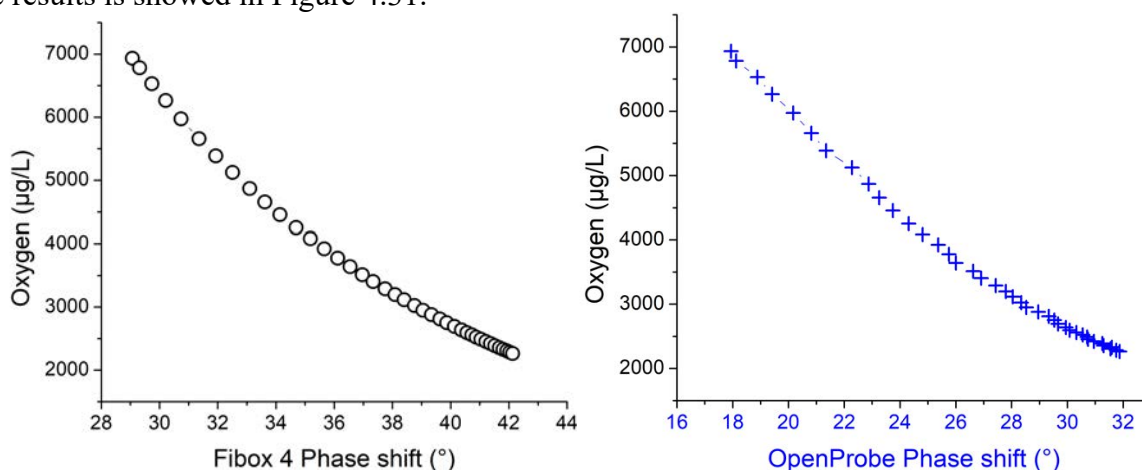 results is showed in Figure 4.31.
7000
6000
5000
4000
3000
2000
Oxygen (µg/L)
28 30 32 34 36 38 40 42 44
Fibox 4 Phase shift (°)
7000
6000
5000
4000
3000
2000
Oxygen (µg/L)
16 18 20 22 24 26 28 30 32
OpenProbe Phase shift (°)